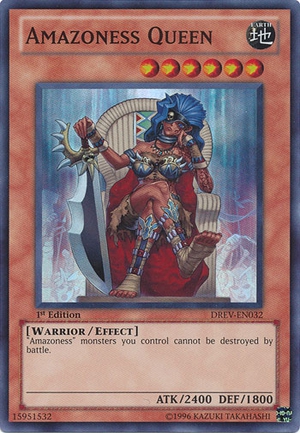 AMAZONESS QUEEN
EARTH
地
1st Edition
DREV-EN032
[WARRIOR/EFFECT]
"Amazoness" monsters you control cannot be destroyed by
battle.
ATK/2400 DEF/1800
15951532
©1996 KAZUKI TAKAHASHI